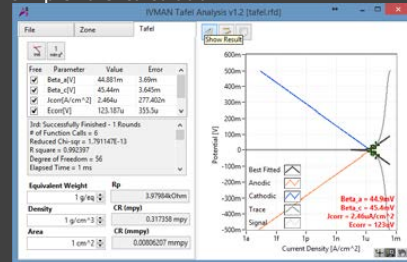 IVMAN Tafel Analysis v1.2 [tafel.rfd]
File Zone Tafel
Show Result
Free Parameter Value Error
Beta_a[V] 44.881m 3.69m
Beta_c[V] 45.44m 3.645m
Jcorr[A/cm^2] 2.464u 277.402n
Ecorr[V] 123.187u 355.5u
3rd: Successfully Finished - 1 Rounds
# of Function Calls = 6
Reduced Chi-sqr = 1.791147E-13
R square = 0.992397
Degree of Freedom = 56
Elapsed Time = 1 ms
Equivalent Weight Rp
1 g/eq 3.97984kOhm
Density CR (mpy)
1 g/cm^3 0.317358 mpy
Area CR (mmpy)
1 cm^2 0.00806207 mmpy
Potential [V]
600m
500m
400m
300m
200m
100m
0
-100m
-200m
-300m
-400m
-500m
Best Fitted
Anodic
Cathodic
Trace
Signal
Beta_a = 44.9mV
Beta_c = 45.4mV
Jcorr = 2.46uA/cm^2
Ecorr = 123uV
1a 1f 1p 1n 1u 1m
Current Density [A/cm^2]